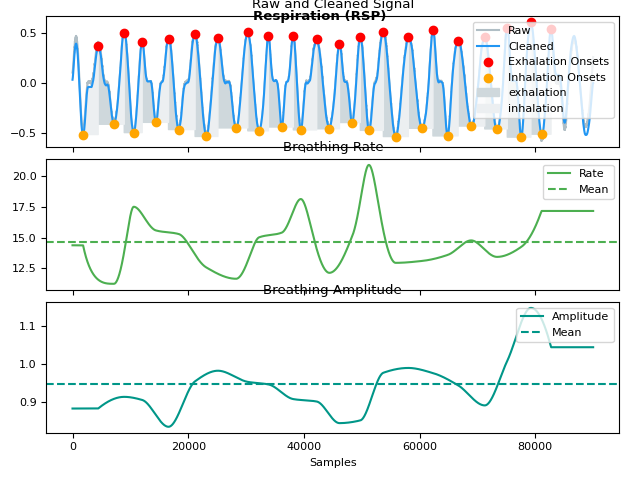 Raw and Cleaned Signal
Respiration (RSP)
0.5
0.0
−0.5
Raw
Cleaned
Exhalation Onsets
Inhalation Onsets
exhalation
inhalation
Breathing Rate
20.0
17.5
15.0
12.5
Rate
Mean
Breathing Amplitude
1.1
1.0
0.9
Amplitude
Mean
0 20000 40000 60000 80000
Samples